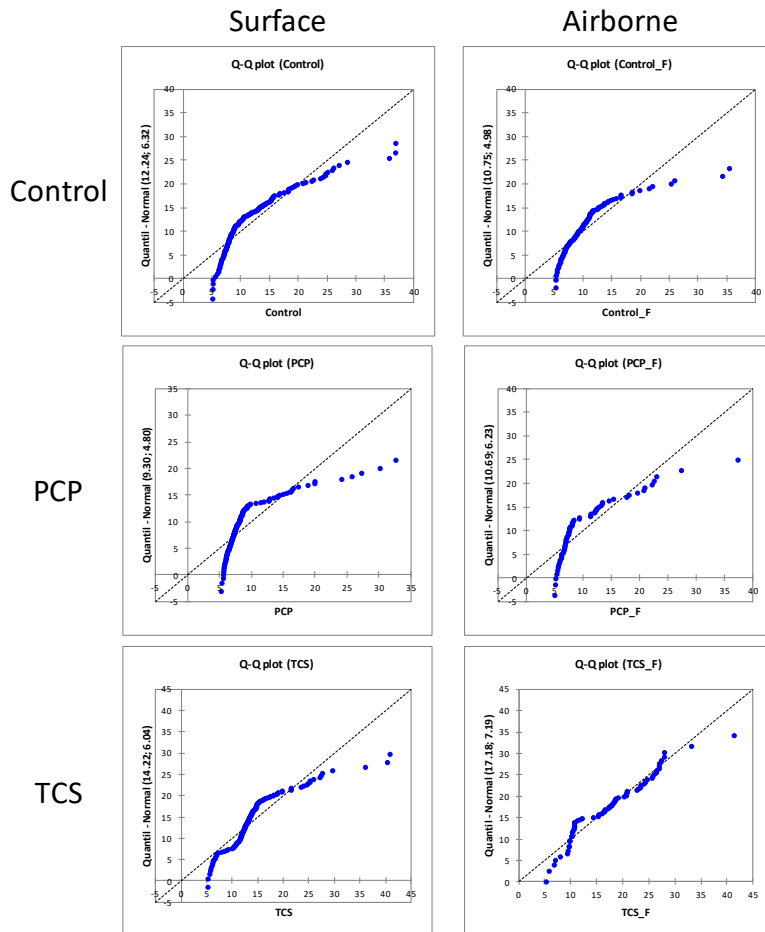 Surface
Airborne
Control
Q-Q plot (Control)
Quantil - Normal (12.24; 6.32)
40
35
30
25
20
15
10
5
0
-5
-5 0 5 10 15 20 25 30 35 40
Control
Q-Q plot (Control_F)
Quantil - Normal (10.75; 4.98)
40
35
30
25
20
15
10
5
0
-5
-5 0 5 10 15 20 25 30 35 40
Control_F
PCP
Q-Q plot (PCP)
Quantil - Normal (9.30; 4.80)
35
30
25
20
15
10
5
0
-5
-5 0 5 10 15 20 25 30 35
PCP
Q-Q plot (PCP_F)
Quantil - Normal (10.69; 6.23)
40
35
30
25
20
15
10
5
0
-5
-5 0 5 10 15 20 25 30 35 40
PCP_F
TCS
Q-Q plot (TCS)
Quantil - Normal (14.22; 6.04)
45
40
35
30
25
20
15
10
5
0
-5
-5 0 5 10 15 20 25 30 35 40 45
TCS
Q-Q plot (TCS_F)
Quantil - Normal (17.18; 7.19)
45
40
35
30
25
20
15
10
5
0
0 5 10 15 20 25 30 35 40 45
TCS_F